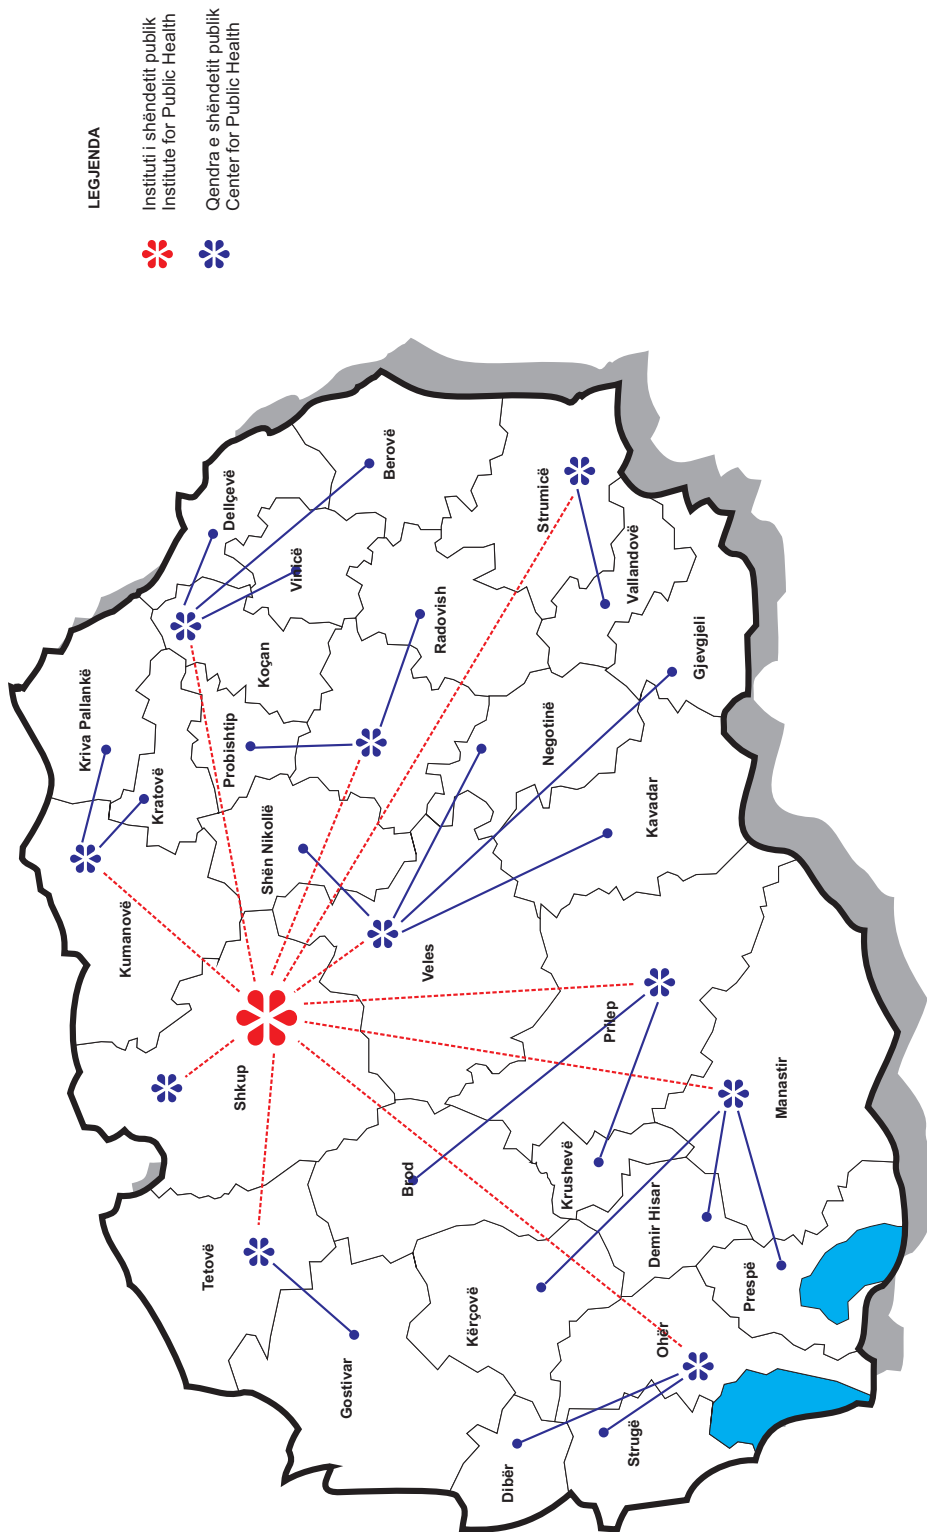 LEGJENDA
Instituti i shëndetit publik
Institute for Public Health
Qendra e shëndetit publik
Center for Public Health
Kriva Pallankë
Kratovë
Kumanovë
Dellçevë
Berovë
Vinicë
Koçan
Probishtip
Radovish
Shën Nikollë
Strumicë
Vallandovë
Gjevgjeli
Negotinë
Kavadar
Veles
Shkup
Tetovë
Gostivar
Brod
Prilep
Krushevë
Kërçovë
Demir Hisar
Manastir
Prespë
Ohër
Strugë
Dibër